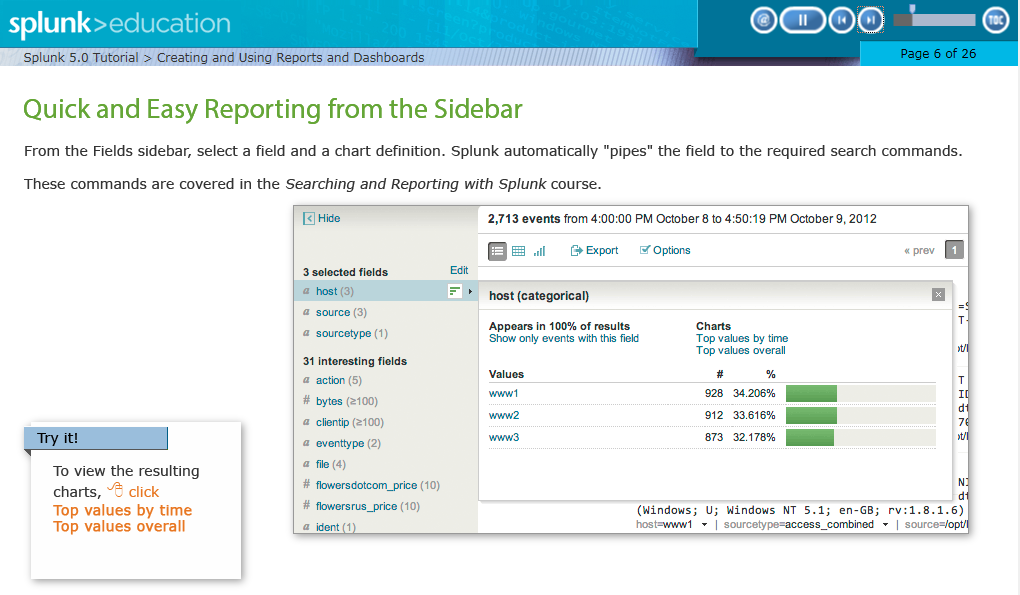 splunk>education
TOC
Splunk 5.0 Tutorial > Creating and Using Reports and Dashboards
Page 6 of 26
Quick and Easy Reporting from the Sidebar
From the Fields sidebar, select a field and a chart definition. Splunk automatically "pipes" the field to the required search commands.
These commands are covered in the Searching and Reporting with Splunk course.
Hide
2,713 events from 4:00:00 PM October 8 to 4:50:19 PM October 9, 2012
Export
Options
« prev
1
3 selected fields
Edit
a host (3)
a source (3)
a sourcetype (1)
31 interesting fields
a action (5)
# bytes (≥100)
a clientip (≥100)
a eventtype (2)
a file (4)
# flowersdotcom_price (10)
# flowersrus_price (10)
a ident (1)
host (categorical)
Appears in 100% of results
Show only events with this field
Charts
Top values by time
Top values overall
Values # %
www1 928 34.206%
www2 912 33.616%
www3 873 32.178%
(Windows; U; Windows NT 5.1; en-GB; rv:1.8.1.6)
host=www1 | sourcetype=access_combined | source=/opt/
Try it!
To view the resulting
charts, click
Top values by time
Top values overall